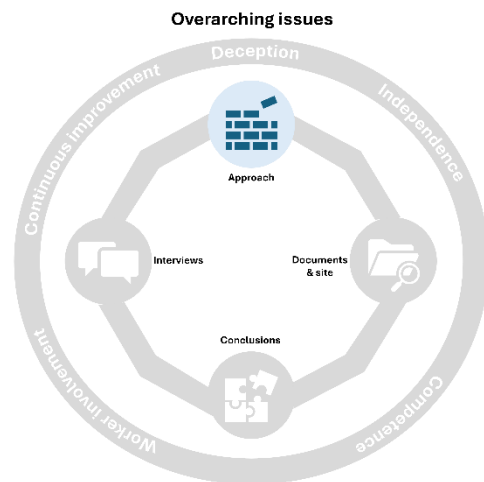 Overarching issues
Deception
Continuous improvement
Independence
Approach
Interviews
Documents
& site
Conclusions
Worker involvement
Competence